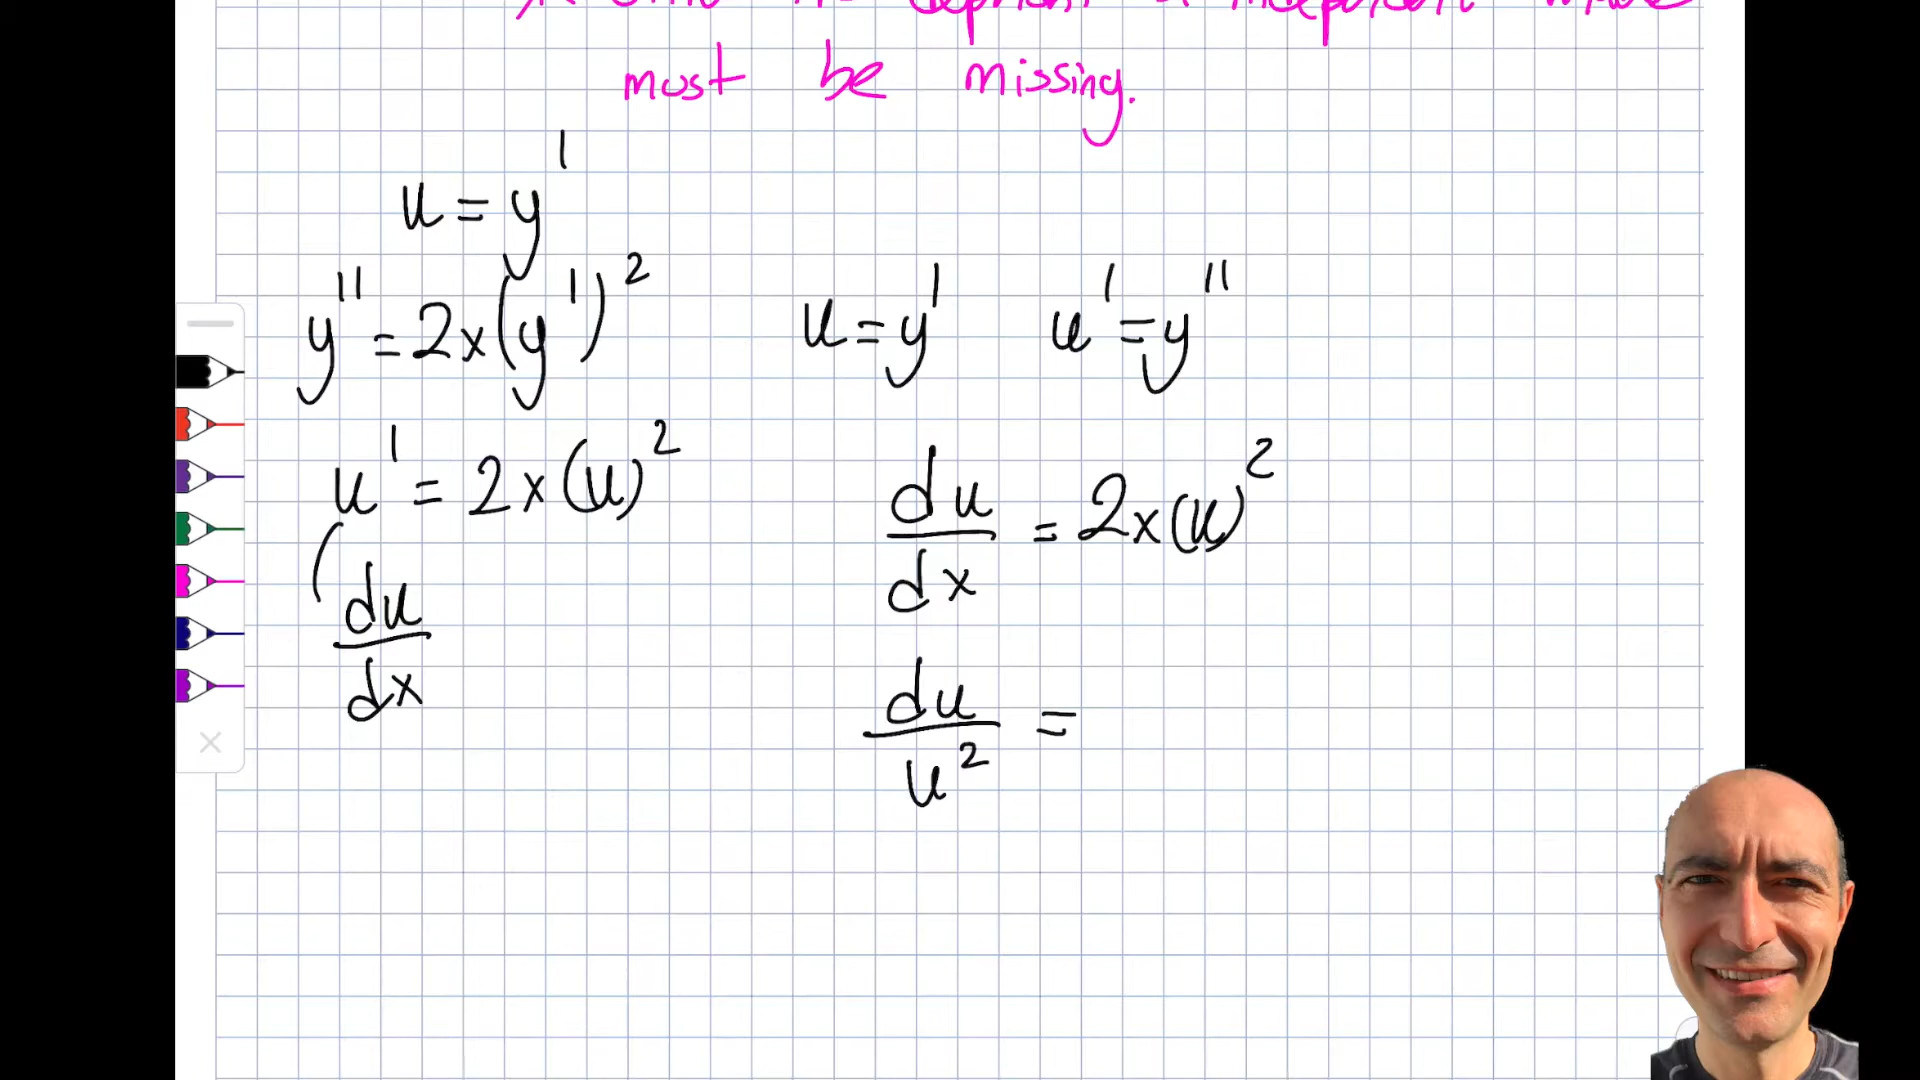 must be missing.
u = y'
y'' = 2x(y')²
u = y' u' = y''
u' = 2x(u)²
du/dx = 2x(u)²
du/dx
du/u² =